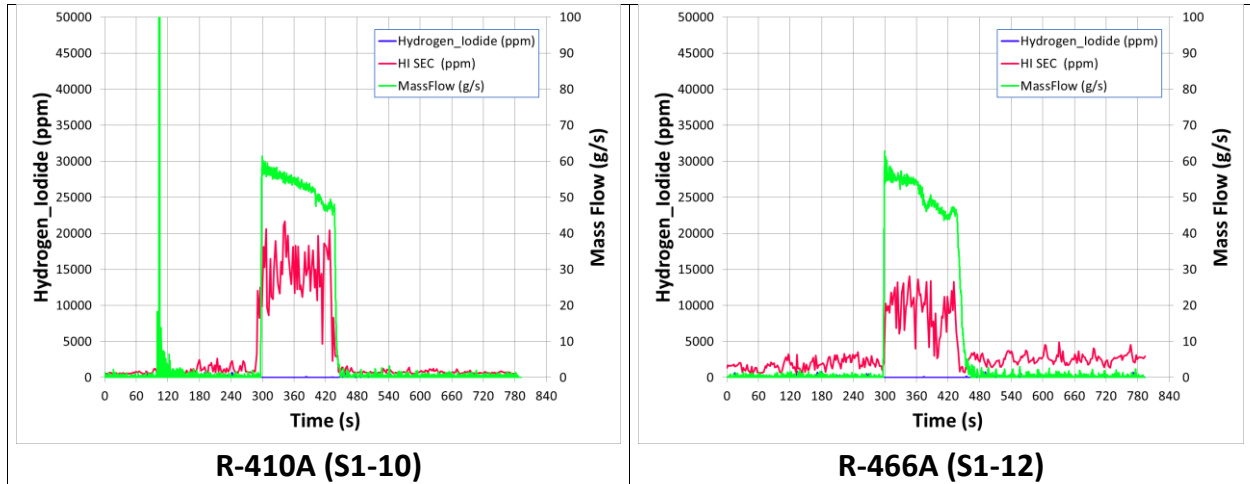 50000
45000
40000
35000
30000
25000
20000
15000
10000
5000
0
Hydrogen_Iodide (ppm)
Hydrogen_Iodide (ppm)
HI SEC (ppm)
MassFlow (g/s)
100
90
80
70
60
50
40
30
20
10
0
Mass Flow (g/s)
0 60 120 180 240 300 360 420 480 540 600 660 720 780 840
Time (s)
R-410A (S1-10)
50000
45000
40000
35000
30000
25000
20000
15000
10000
5000
0
Hydrogen_Iodide (ppm)
Hydrogen_Iodide (ppm)
HI SEC (ppm)
MassFlow (g/s)
100
90
80
70
60
50
40
30
20
10
0
Mass Flow (g/s)
0 60 120 180 240 300 360 420 480 540 600 660 720 780 840
Time (s)
R-466A (S1-12)